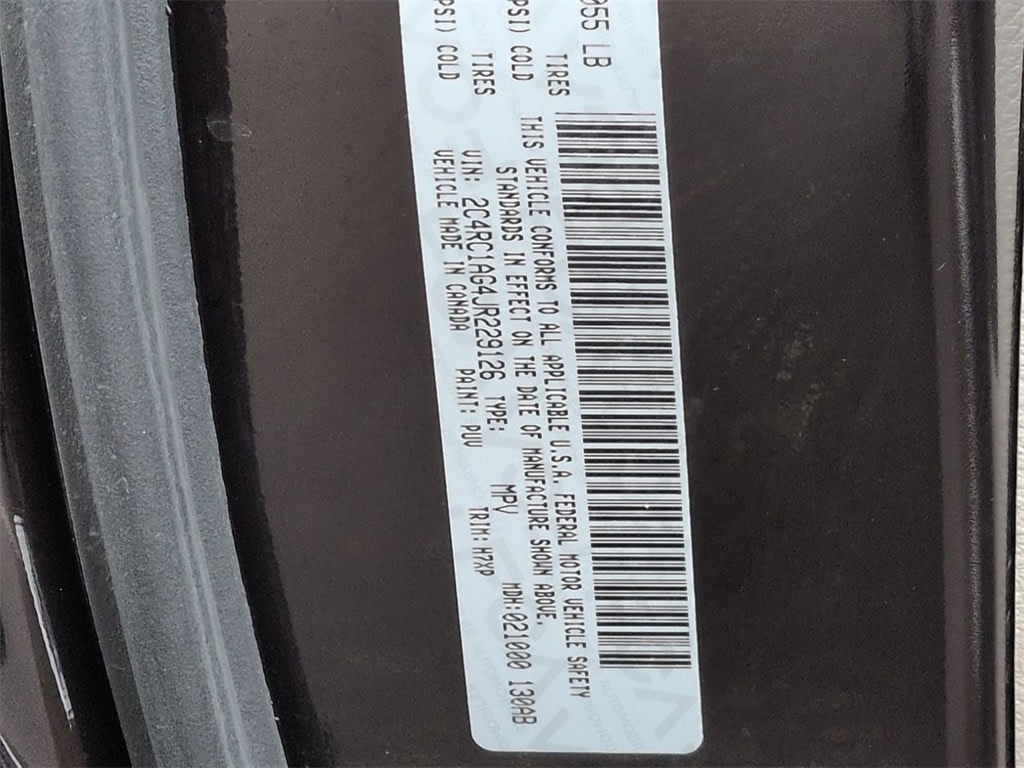 055 LB
TIRES PSI) COLD
TIRES PSI) COLD
THIS VEHICLE CONFORMS TO ALL APPLICABLE U.S.A. FEDERAL MOTOR VEHICLE SAFETY
STANDARDS IN EFFECT ON THE DATE OF MANUFACTURE SHOWN ABOVE.
VIN: 2C4RC1AG4JR229126 TYPE: MPV MDH:021000 130AB
VEHICLE MADE IN CANADA PAINT: PUV TRIM: H7XP